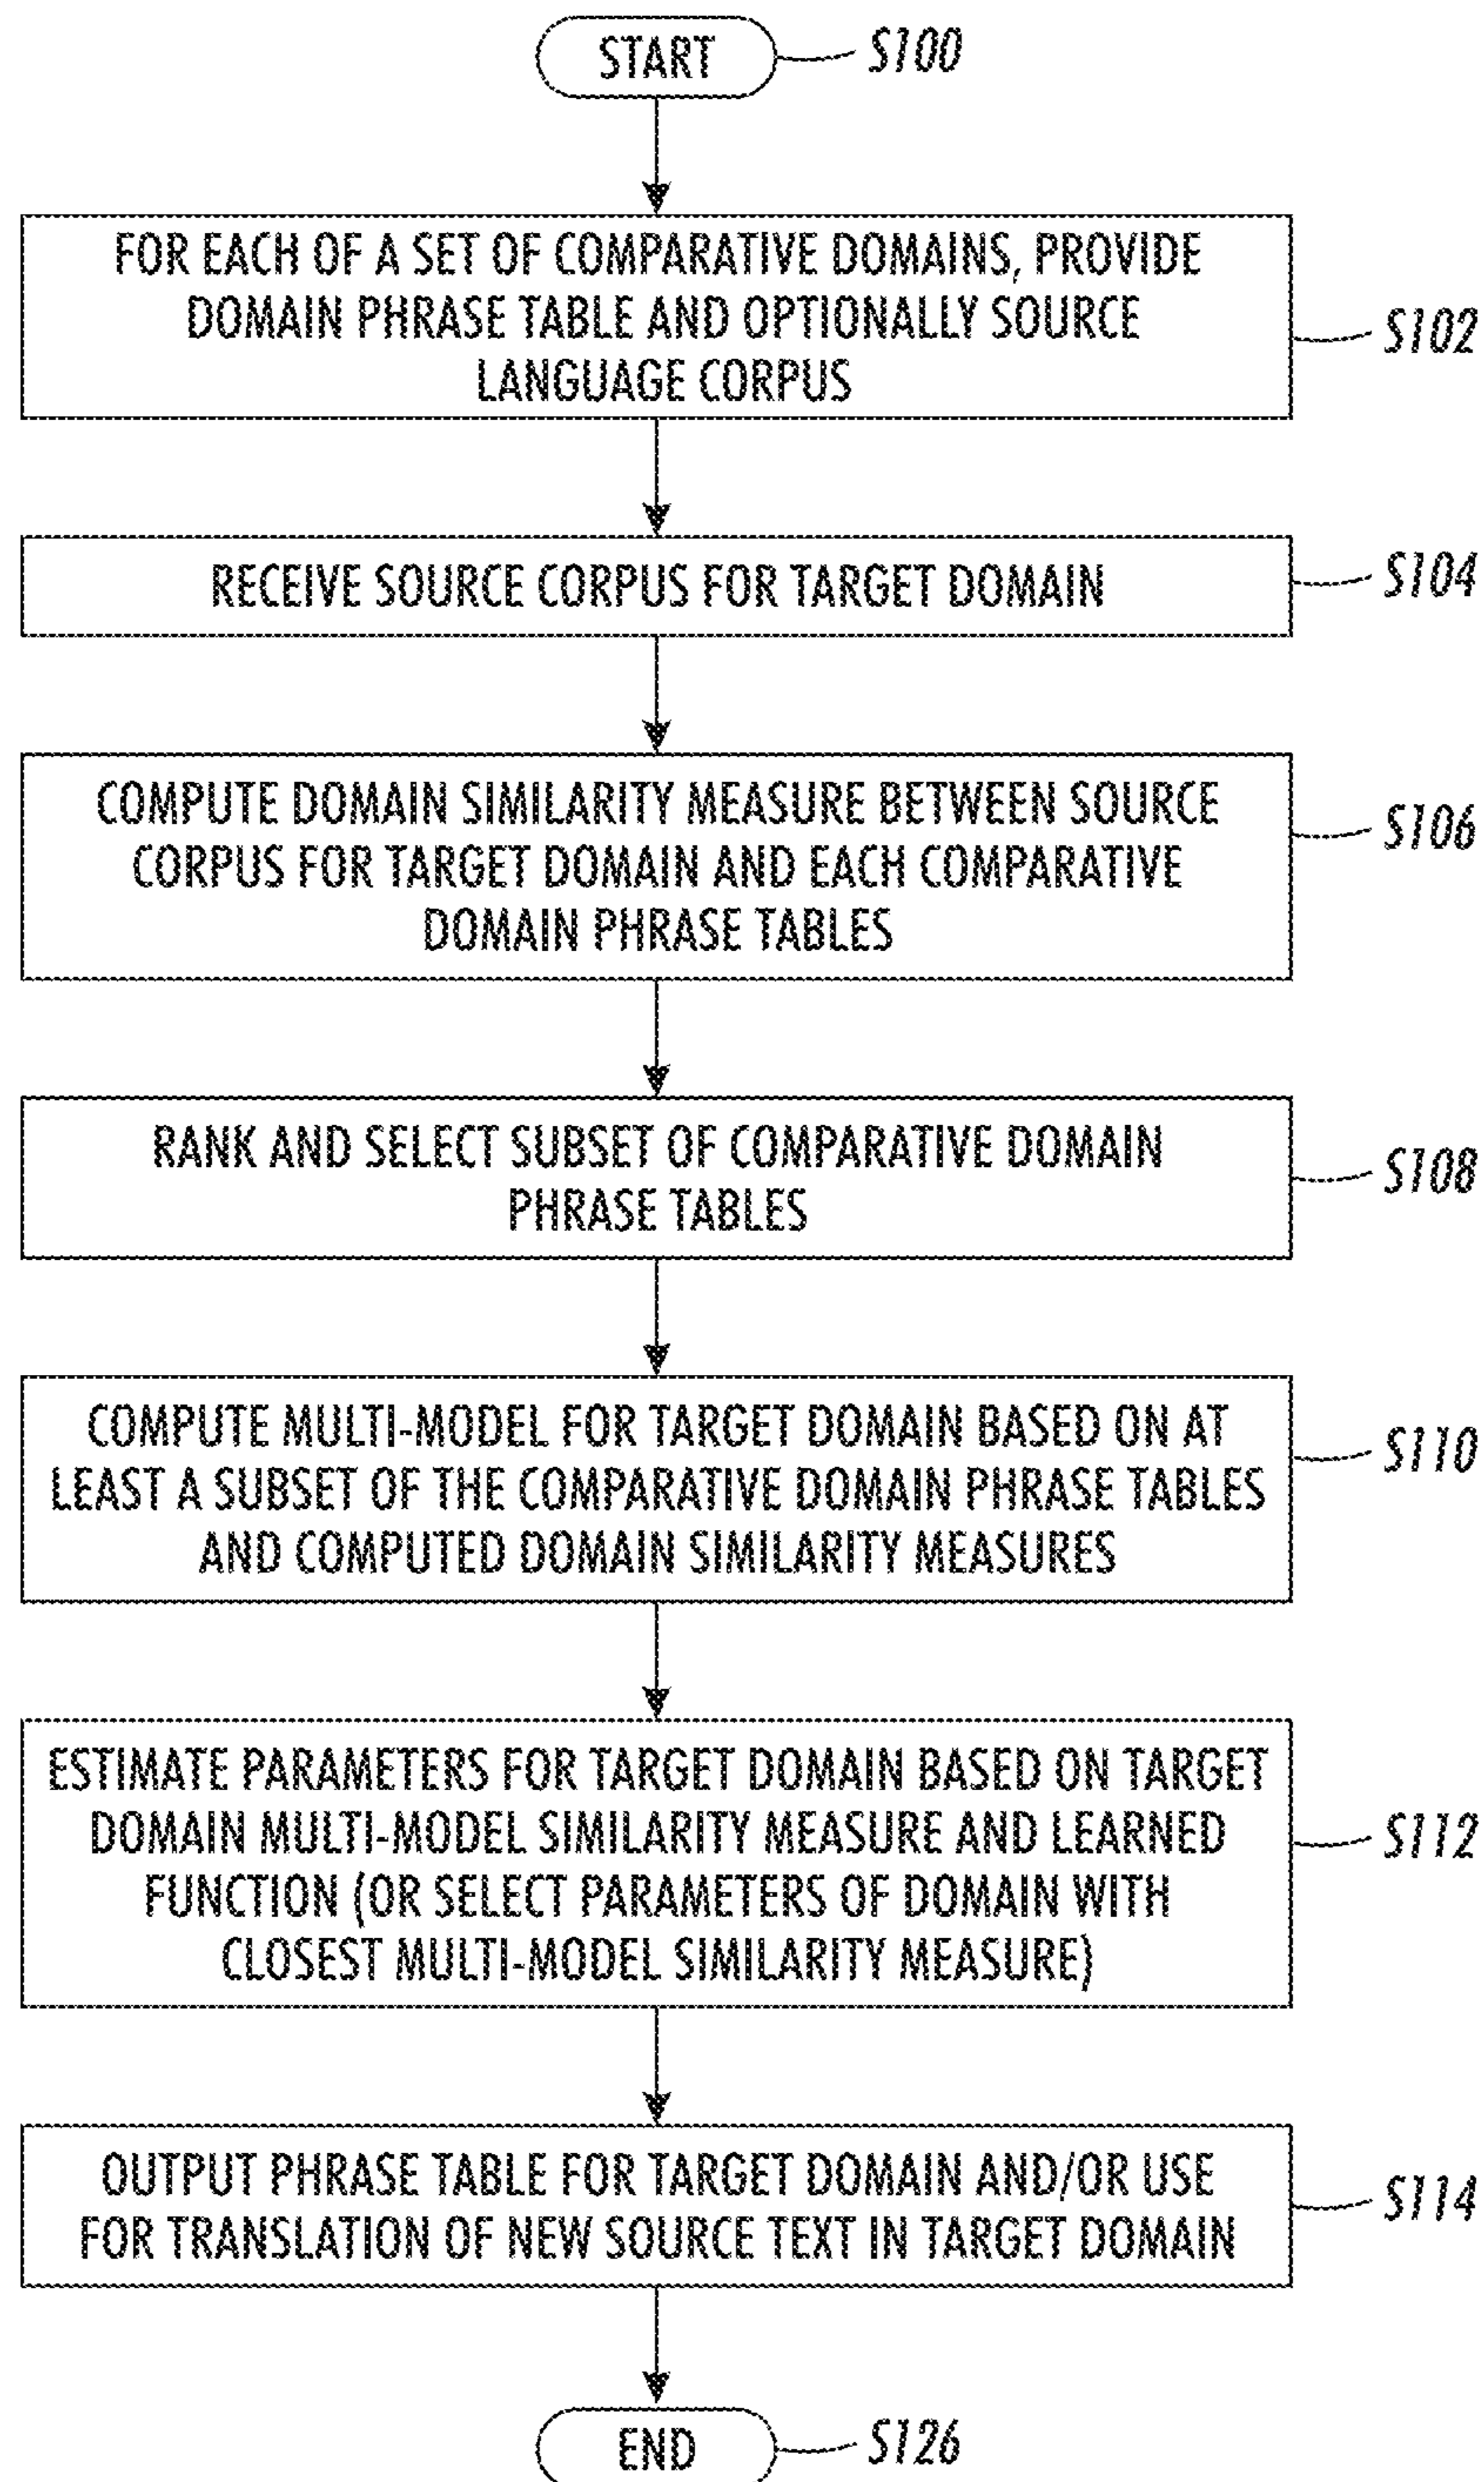 START
S100
FOR EACH OF A SET OF COMPARATIVE DOMAINS, PROVIDE
DOMAIN PHRASE TABLE AND OPTIONALLY SOURCE
LANGUAGE CORPUS
S102
RECEIVE SOURCE CORPUS FOR TARGET DOMAIN
S104
COMPUTE DOMAIN SIMILARITY MEASURE BETWEEN SOURCE
CORPUS FOR TARGET DOMAIN AND EACH COMPARATIVE
DOMAIN PHRASE TABLES
S106
RANK AND SELECT SUBSET OF COMPARATIVE DOMAIN
PHRASE TABLES
S108
COMPUTE MULTI-MODEL FOR TARGET DOMAIN BASED ON AT
LEAST A SUBSET OF THE COMPARATIVE DOMAIN PHRASE TABLES
AND COMPUTED DOMAIN SIMILARITY MEASURES
S110
ESTIMATE PARAMETERS FOR TARGET DOMAIN BASED ON TARGET
DOMAIN MULTI-MODEL SIMILARITY MEASURE AND LEARNED
FUNCTION (OR SELECT PARAMETERS OF DOMAIN WITH
CLOSEST MULTI-MODEL SIMILARITY MEASURE)
S112
OUTPUT PHRASE TABLE FOR TARGET DOMAIN AND/OR USE
FOR TRANSLATION OF NEW SOURCE TEXT IN TARGET DOMAIN
S114
END
S126